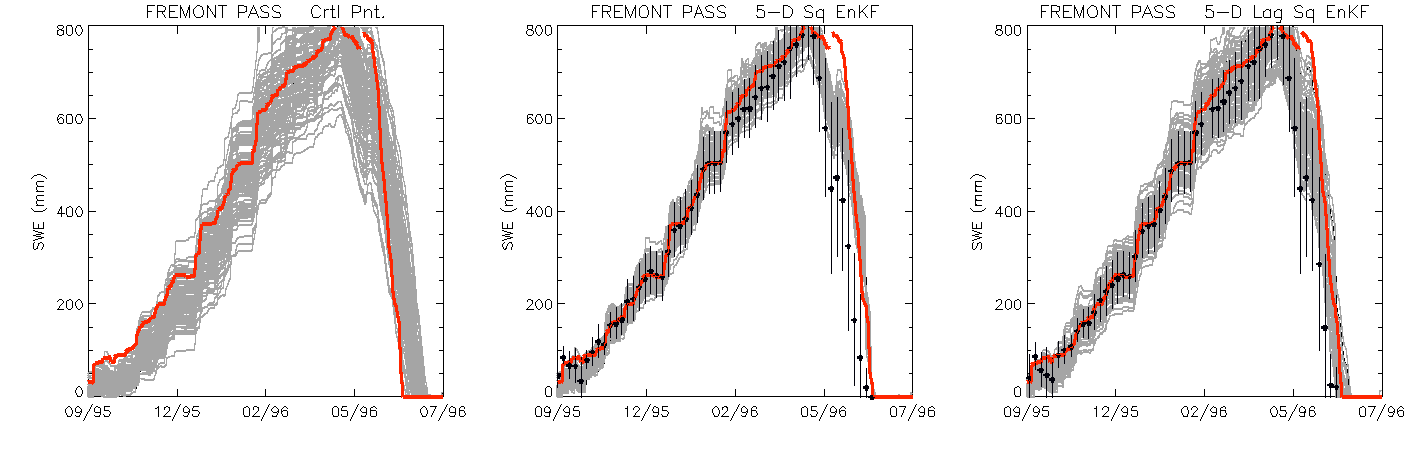 FREMONT PASS Crtl Pnt.
SWE (mm)
800
600
400
200
0
09/95 12/95 02/96 05/96 07/96
FREMONT PASS 5-D Sq EnKF
SWE (mm)
800
600
400
200
0
09/95 12/95 02/96 05/96 07/96
FREMONT PASS 5-D Lag Sq EnKF
SWE (mm)
800
600
400
200
0
09/95 12/95 02/96 05/96 07/96